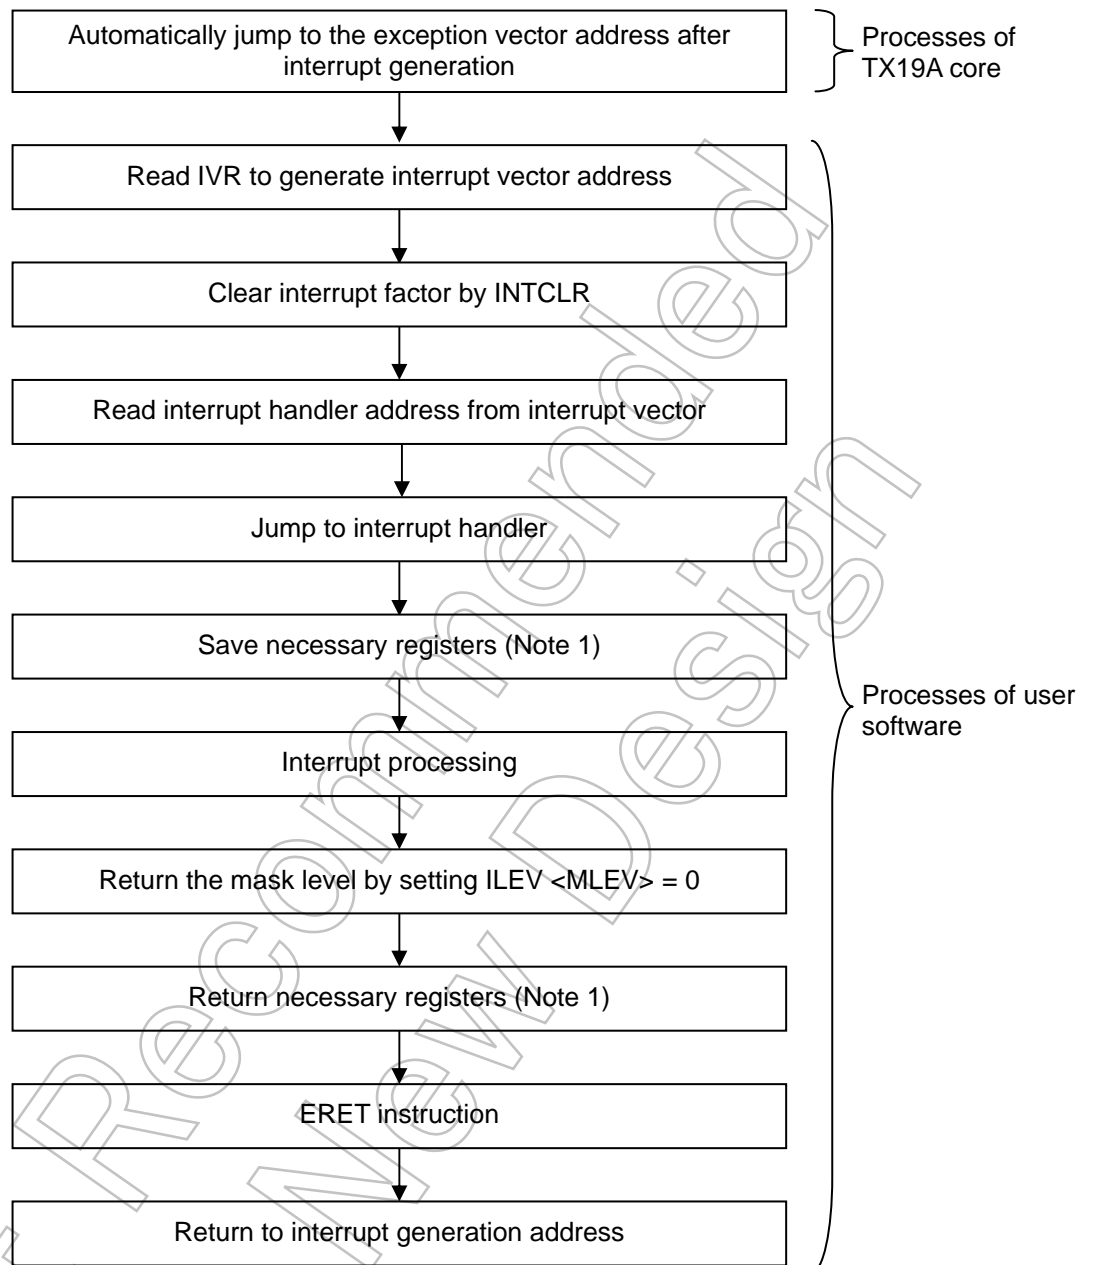 Automatically jump to the exception vector address after
interrupt generation
Processes of
TX19A core
Read IVR to generate interrupt vector address
Clear interrupt factor by INTCLR
Read interrupt handler address from interrupt vector
Jump to interrupt handler
Save necessary registers (Note 1)
Interrupt processing
Processes of user
software
Return the mask level by setting ILEV <MLEV> = 0
Return necessary registers (Note 1)
ERET instruction
Return to interrupt generation address
Recommended
New Design